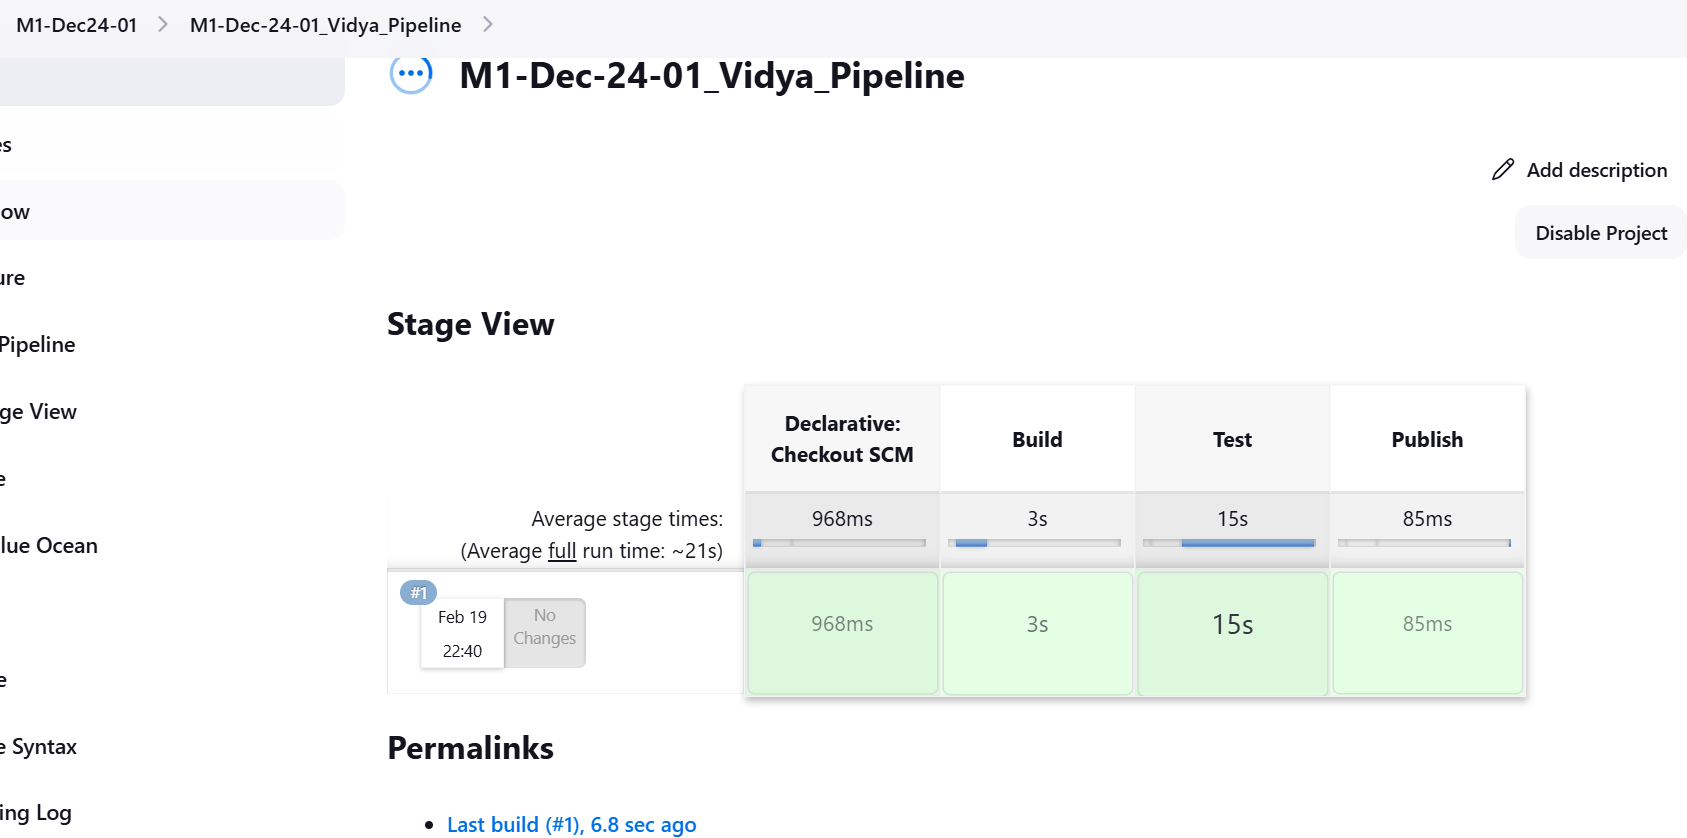 M1-Dec24-01 > M1-Dec-24-01_Vidya_Pipeline >
M1-Dec-24-01_Vidya_Pipeline
es
ow
ure
Pipeline
ge View
e
lue Ocean
e
e Syntax
ing Log
Add description
Disable Project
Stage View
Declarative:
Checkout SCM
Build
Test
Publish
Average stage times:
(Average full run time: ~21s)
968ms
3s
15s
85ms
#1
Feb 19
22:40
No
Changes
968ms
3s
15s
85ms
Permalinks
Last build (#1), 6.8 sec ago